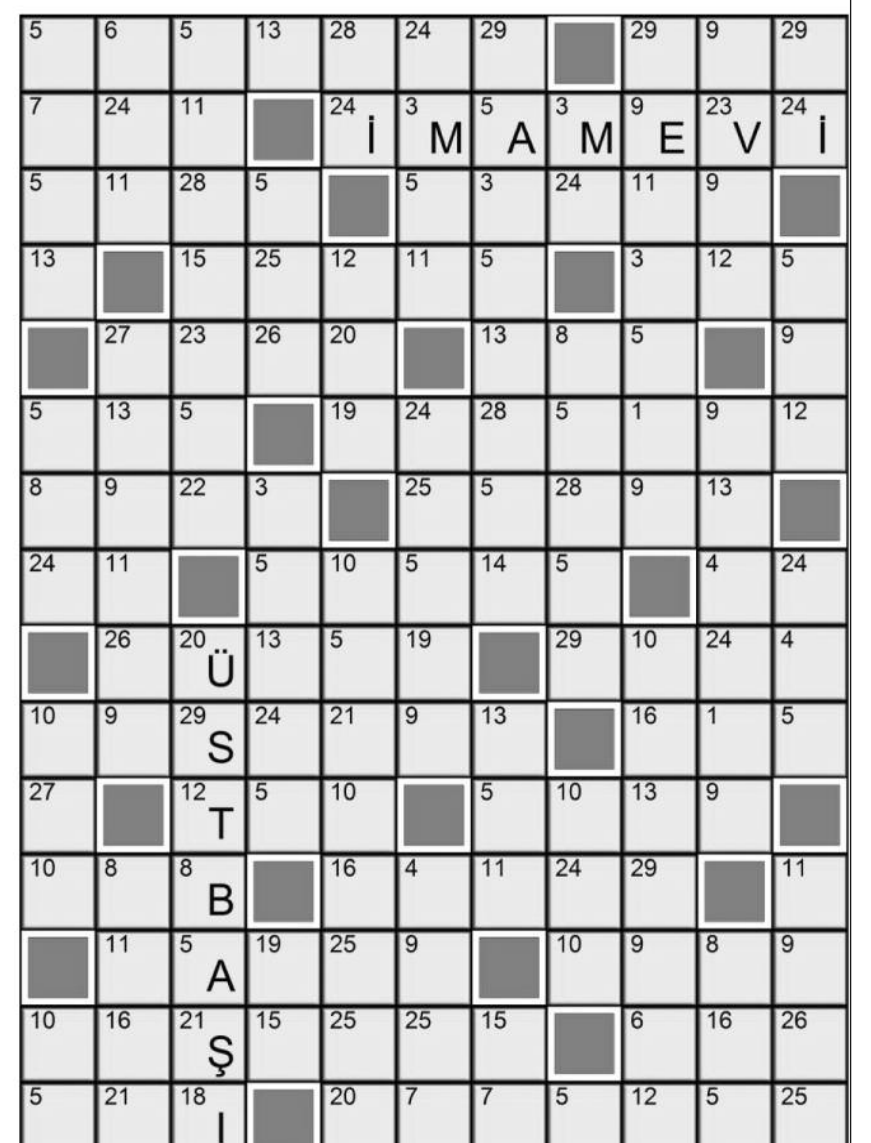 5 6 5 13 28 24 29 29 9 29
7 24 11 24 İ 3 M 5 A 3 M 9 E 23 V 24 İ
5 11 28 5 5 3 24 11 9
13 15 25 12 11 5 3 12 5
27 23 26 20 13 8 5 9
5 13 5 19 24 28 5 1 9 12
8 9 22 3 25 5 28 9 13
24 11 5 10 5 14 5 4 24
26 20 Ü 13 5 19 29 10 24 4
10 9 29 S 24 21 9 13 16 1 5
27 12 T 5 10 5 10 13 9
10 8 8 B 16 4 11 24 29 11
11 5 A 19 25 9 10 9 8 9
10 16 21 Ş 15 25 25 15 6 16 26
5 21 18 I 20 7 7 5 12 5 25